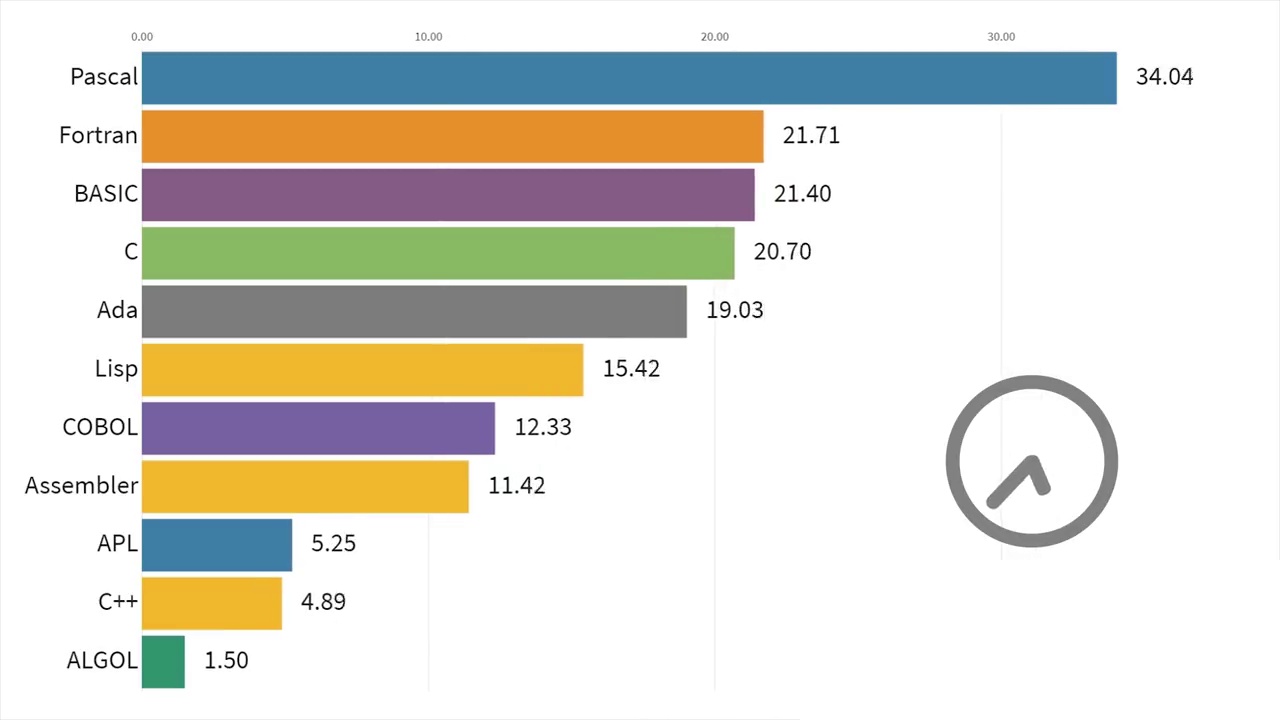 0.00 10.00 20.00 30.00
Pascal 34.04
Fortran 21.71
BASIC 21.40
C 20.70
Ada 19.03
Lisp 15.42
COBOL 12.33
Assembler 11.42
APL 5.25
C++ 4.89
ALGOL 1.50